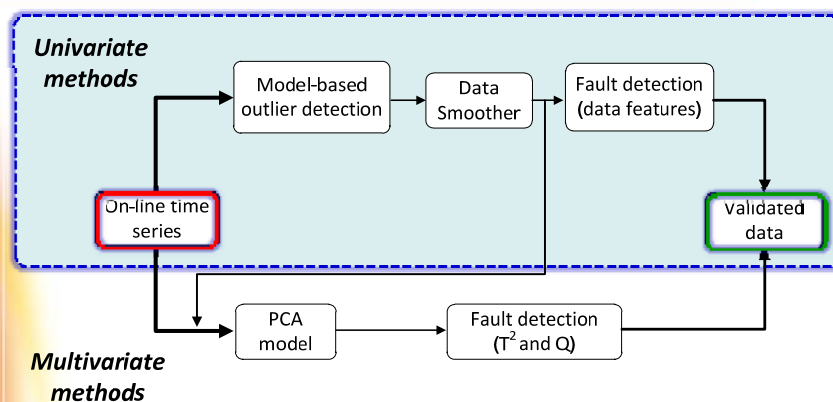 Univariate
methods
Model-based
outlier detection
Data
Smoother
Fault detection
(data features)
On-line time
series
Validated
data
PCA
model
Fault detection
(T² and Q)
Multivariate
methods